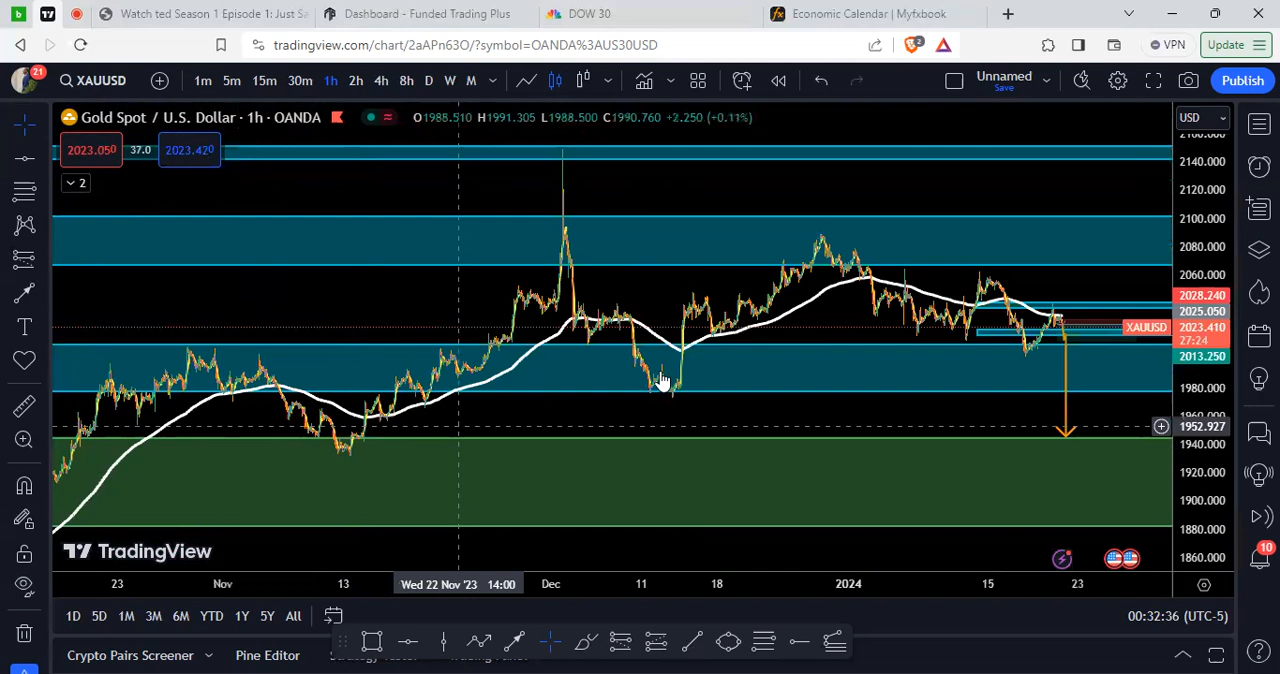 b
Watch ted Season 1 Episode 1: Just Sa
Dashboard - Funded Trading Plus
DOW 30
Economic Calendar | Myfxbook
tradingview.com/chart/2aAPn63O/?symbol=OANDA%3AUS30USD
2
VPN
Update
21
XAUUSD
1m 5m 15m 30m 1h 2h 4h 8h D W M
Unnamed
Save
Publish
Gold Spot / U.S. Dollar · 1h · OANDA
O1988.510 H1991.305 L1988.500 C1990.760 +2.250 (+0.11%)
USD
2023.050
37.0
2023.420
2
2160.000
2140.000
2120.000
2100.000
2080.000
2060.000
2028.240
2025.050
XAUUSD
2023.410
27:24
2013.250
1980.000
1960.000
1952.927
1940.000
1920.000
1900.000
1880.000
1860.000
TradingView
23 Nov 13 Wed 22 Nov '23 14:00 Dec 11 18 2024 15 23
10
1D 5D 1M 3M 6M YTD 1Y 5Y All
00:32:36 (UTC-5)
Crypto Pairs Screener
Pine Editor